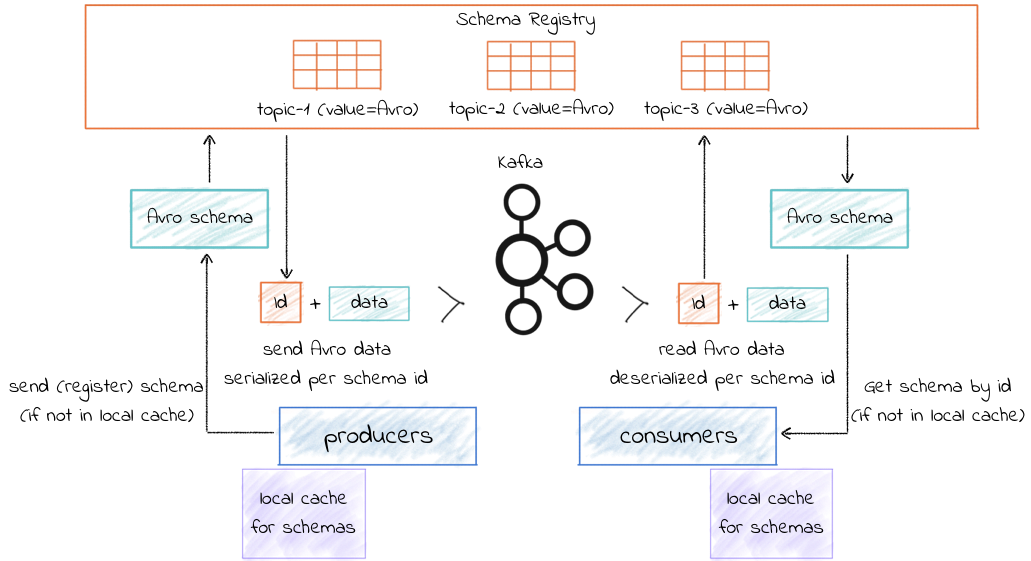 Schema Registry
topic-1 (value=Avro)
topic-2 (value=Avro)
topic-3 (value=Avro)
Kafka
Avro schema
Avro schema
id + data
id + data
send Avro data
serialized per schema id
read Avro data
deserialized per schema id
send (register) schema
(if not in local cache)
Get schema by id
(if not in local cache)
producers
consumers
local cache
for schemas
local cache
for schemas